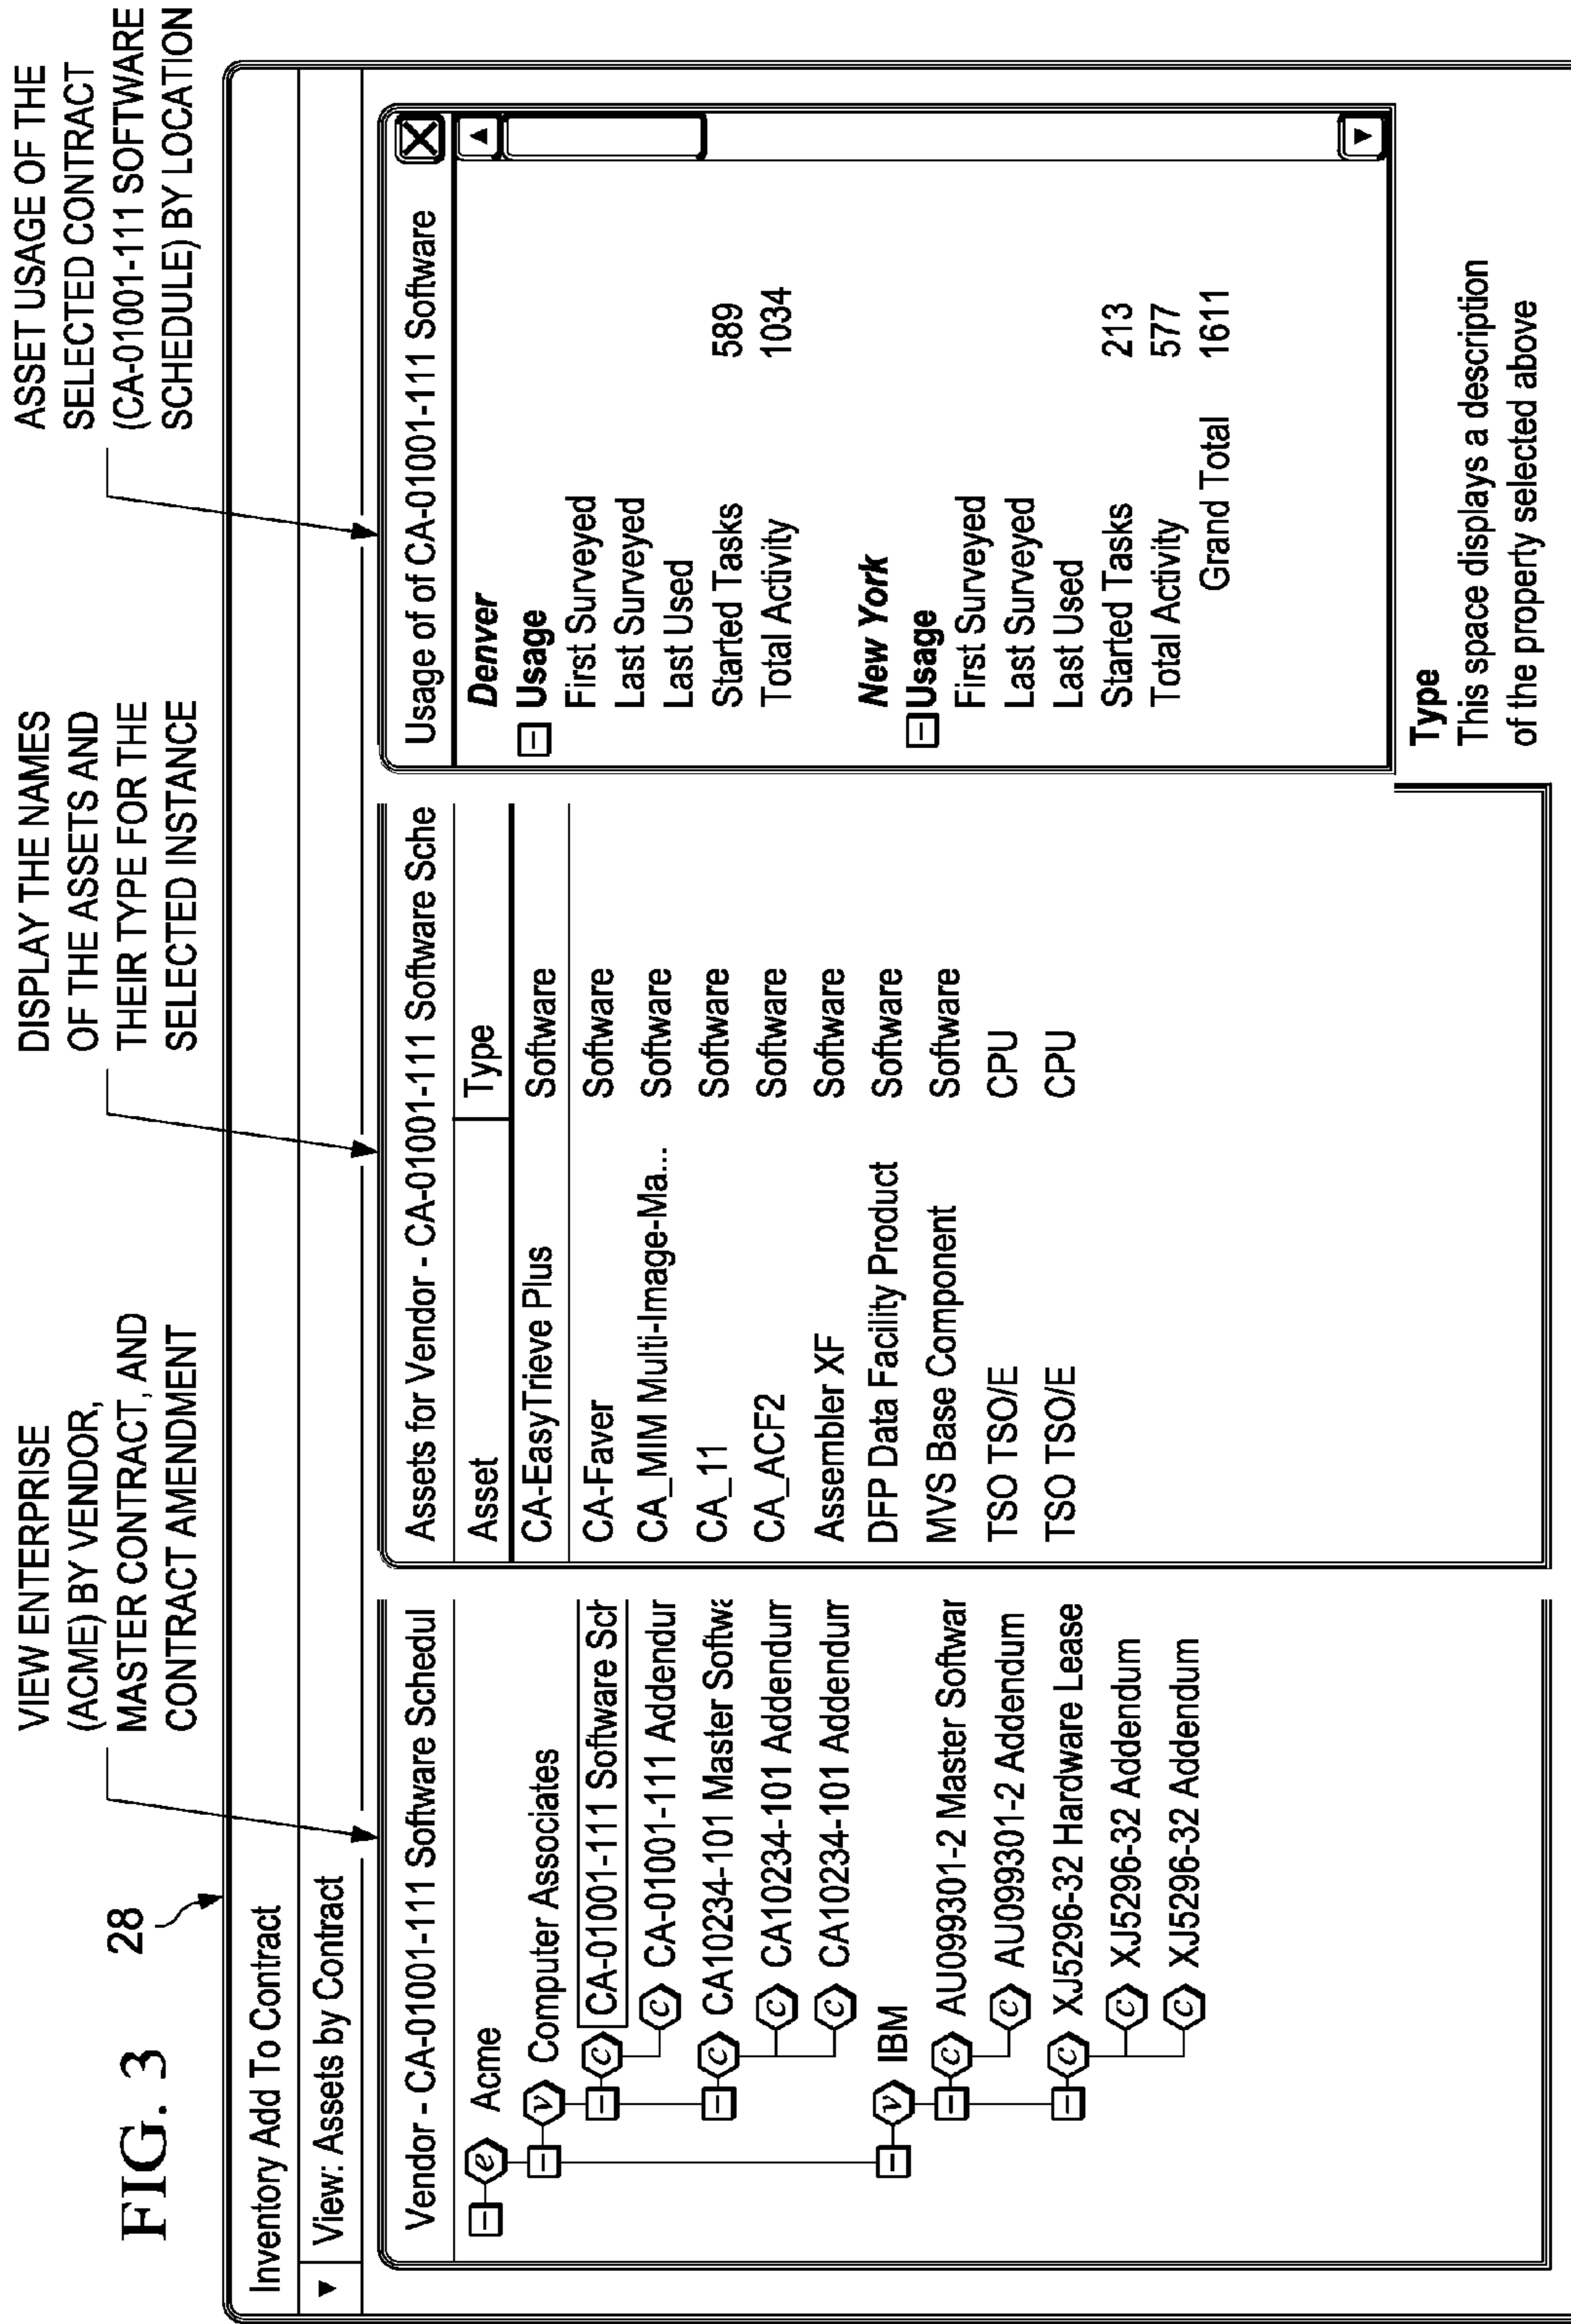 FIG. 3
28
VIEW ENTERPRISE
(ACME) BY VENDOR,
MASTER CONTRACT, AND
CONTRACT AMENDMENT
DISPLAY THE NAMES
OF THE ASSETS AND
THEIR TYPE FOR THE
SELECTED INSTANCE
ASSET USAGE OF THE
SELECTED CONTRACT
(CA-01001-111 SOFTWARE
SCHEDULE) BY LOCATION
Inventory Add To Contract
View: Assets by Contract
Vendor - CA-01001-111 Software Schedul
e Acme
v Computer Associates
c CA-01001-111 Software Sch
c CA-01001-111 Addendum
c CA10234-101 Master Softwa
c CA10234-101 Addendum
c CA10234-101 Addendum
v IBM
c AU099301-2 Master Softwar
c AU099301-2 Addendum
c XJ5296-32 Hardware Lease
c XJ5296-32 Addendum
c XJ5296-32 Addendum
Assets for Vendor - CA-01001-111 Software Sche
Asset Type
CA-EasyTrieve Plus Software
CA-Faver Software
CA_MIM Multi-Image-Ma... Software
CA_11 Software
CA_ACF2 Software
Assembler XF Software
DFP Data Facility Product Software
MVS Base Component Software
TSO TSO/E CPU
TSO TSO/E CPU
Usage of of CA-01001-111 Software
Denver
Usage
First Surveyed
Last Surveyed
Last Used
Started Tasks 589
Total Activity 1034
New York
Usage
First Surveyed
Last Surveyed
Last Used
Started Tasks 213
Total Activity 577
Grand Total 1611
Type
This space displays a description
of the property selected above